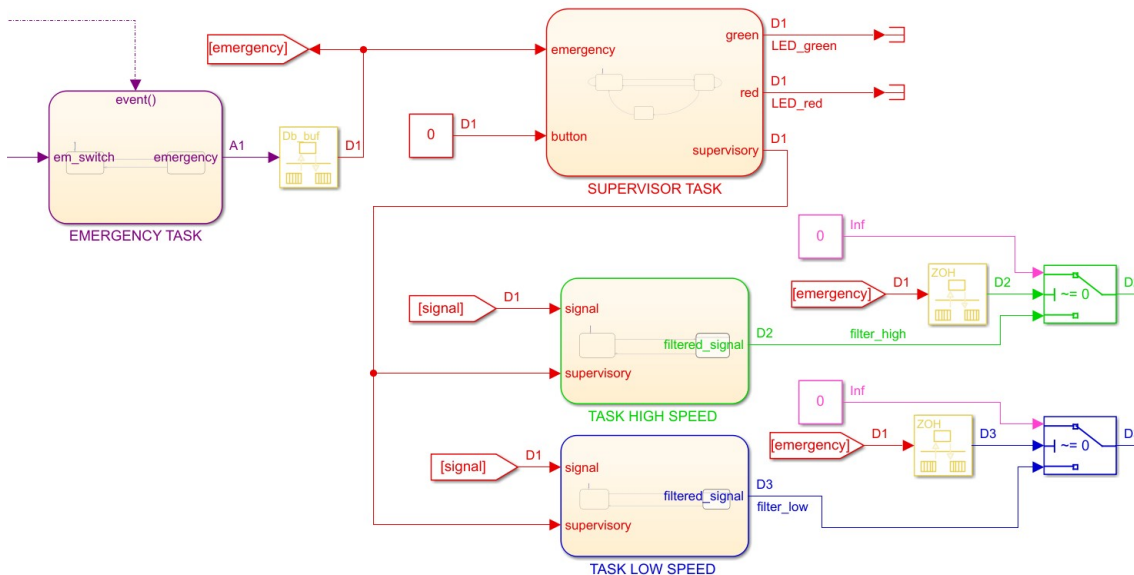 D1
green
LED_green
[emergency]
emergency
event()
D1
red
LED_red
Db_buf
0
D1
button
em_switch
emergency
A1
D1
D1
supervisory
SUPERVISOR TASK
EMERGENCY TASK
0
Inf
[emergency]
D1
ZOH
D2
~= 0
D
[signal]
D1
signal
filtered_signal
D2
filter_high
supervisory
TASK HIGH SPEED
0
Inf
[emergency]
D1
ZOH
D3
~= 0
D
[signal]
D1
signal
filtered_signal
D3
filter_low
supervisory
TASK LOW SPEED